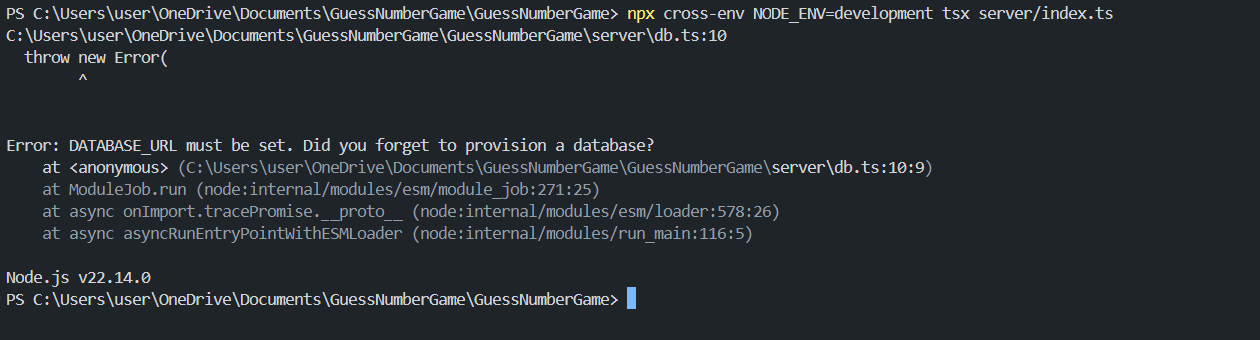 PS C:\Users\user\OneDrive\Documents\GuessNumberGame\GuessNumberGame> npx cross-env NODE_ENV=development tsx server/index.ts
C:\Users\user\OneDrive\Documents\GuessNumberGame\GuessNumberGame\server\db.ts:10
  throw new Error(
        ^

Error: DATABASE_URL must be set. Did you forget to provision a database?
    at <anonymous> (C:\Users\user\OneDrive\Documents\GuessNumberGame\GuessNumberGame\server\db.ts:10:9)
    at ModuleJob.run (node:internal/modules/esm/module_job:271:25)
    at async onImport.tracePromise.__proto__ (node:internal/modules/esm/loader:578:26)
    at async asyncRunEntryPointWithESMLoader (node:internal/modules/run_main:116:5)

Node.js v22.14.0
PS C:\Users\user\OneDrive\Documents\GuessNumberGame\GuessNumberGame>